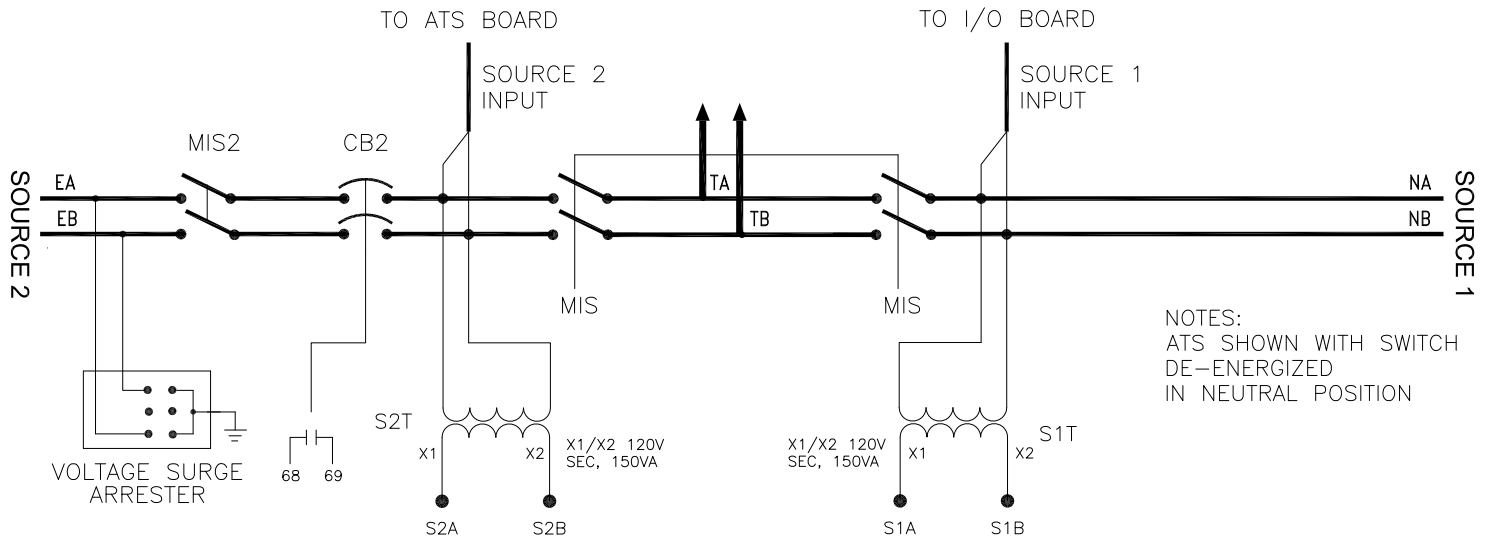 TO ATS BOARD
TO I/O BOARD
SOURCE 2
INPUT
SOURCE 1
INPUT
MIS2
CB2
SOURCE 2
EA
EB
TA
TB
NA
NB
SOURCE 1
MIS
MIS
NOTES:
ATS SHOWN WITH SWITCH
DE-ENERGIZED
IN NEUTRAL POSITION
VOLTAGE SURGE
ARRESTER
68
69
S2T
X1
X2
X1/X2 120V
SEC, 150VA
S2A
S2B
X1/X2 120V
SEC, 150VA
X1
X2
S1T
S1A
S1B